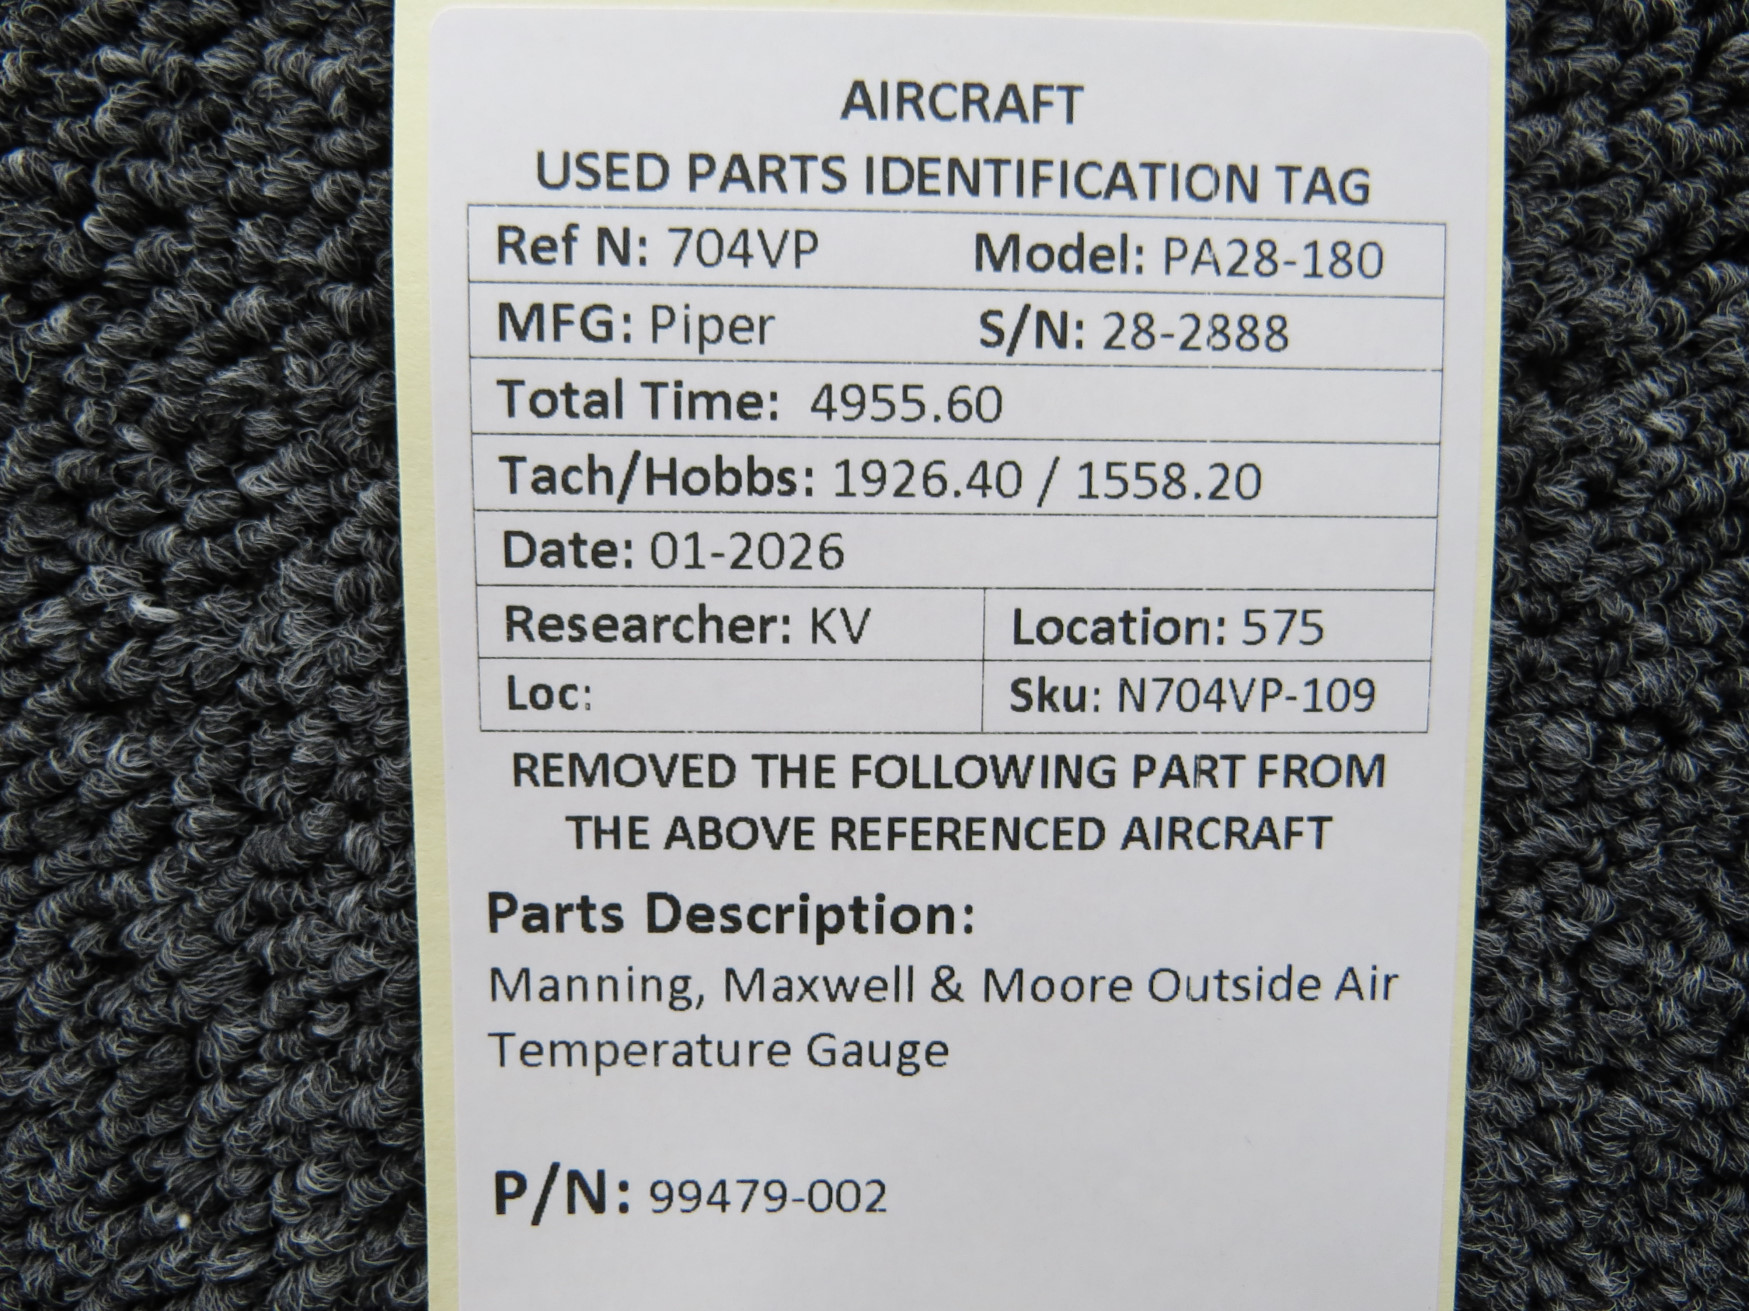 AIRCRAFT
USED PARTS IDENTIFICATION TAG
Ref N: 704VP Model: PA28-180
MFG: Piper S/N: 28-2888
Total Time: 4955.60
Tach/Hobbs: 1926.40 / 1558.20
Date: 01-2026
Researcher: KV Location: 575
Loc: Sku: N704VP-109
REMOVED THE FOLLOWING PART FROM
THE ABOVE REFERENCED AIRCRAFT
Parts Description:
Manning, Maxwell & Moore Outside Air
Temperature Gauge
P/N: 99479-002